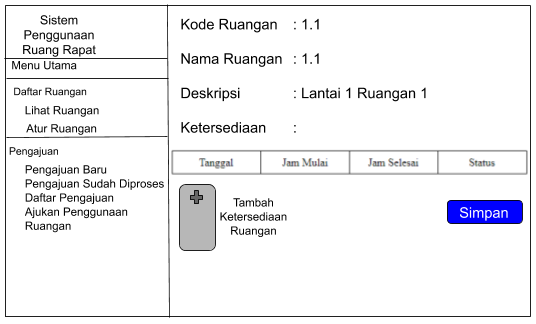 Sistem
Penggunaan
Ruang Rapat
Menu Utama
Daftar Ruangan
Lihat Ruangan
Atur Ruangan
Pengajuan
Pengajuan Baru
Pengajuan Sudah Diproses
Daftar Pengajuan
Ajukan Penggunaan
Ruangan
Kode Ruangan : 1.1
Nama Ruangan : 1.1
Deskripsi : Lantai 1 Ruangan 1
Ketersediaan :
Tanggal Jam Mulai Jam Selesai Status
Tambah
Ketersediaan
Ruangan
Simpan